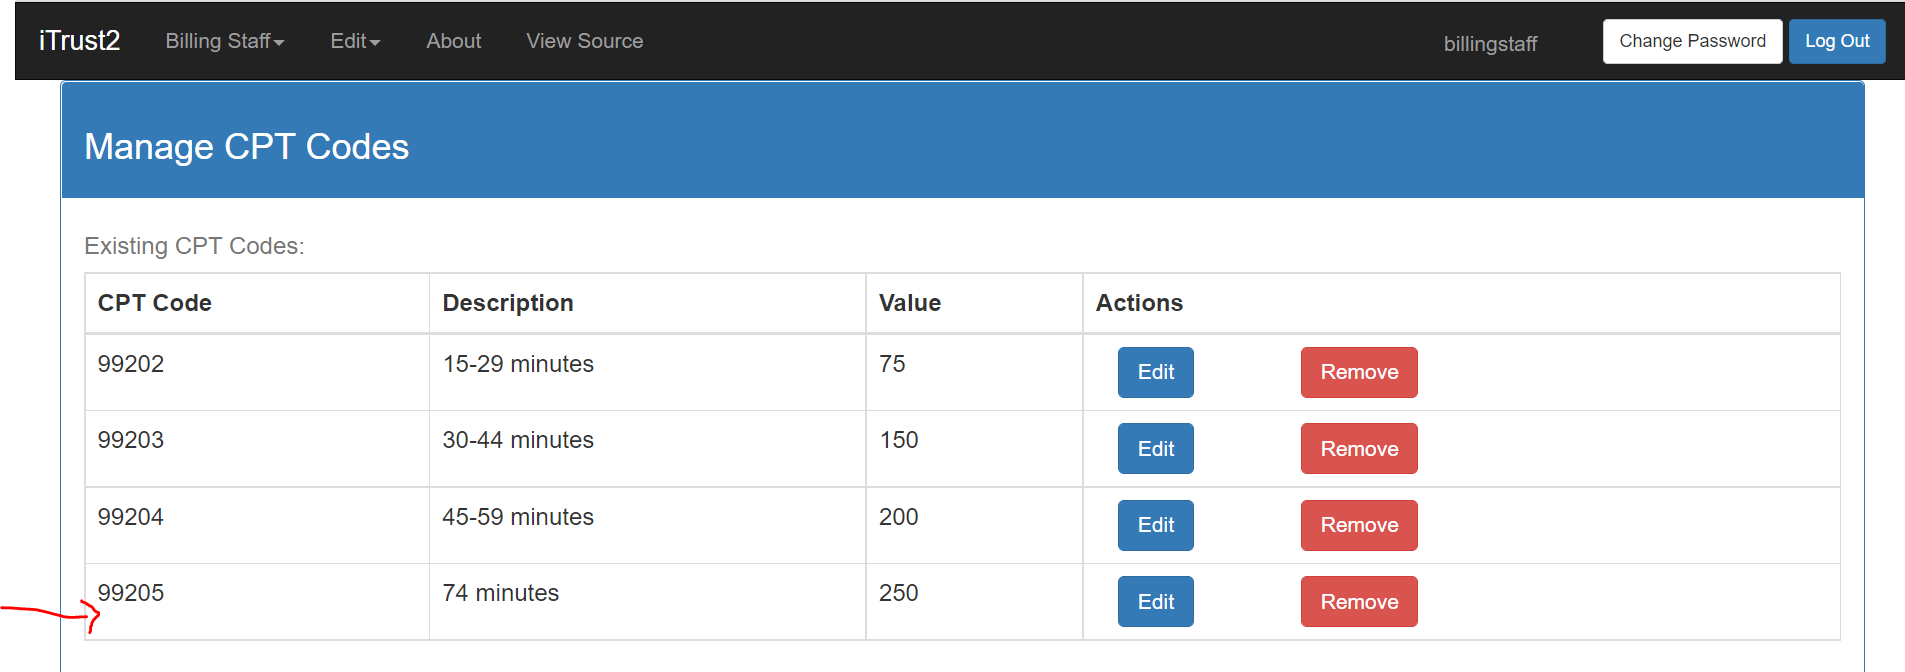 iTrust2 Billing Staff Edit About View Source billingstaff Change Password Log Out
Manage CPT Codes
Existing CPT Codes:
CPT Code Description Value Actions
99202 15-29 minutes 75 Edit Remove
99203 30-44 minutes 150 Edit Remove
99204 45-59 minutes 200 Edit Remove
99205 74 minutes 250 Edit Remove